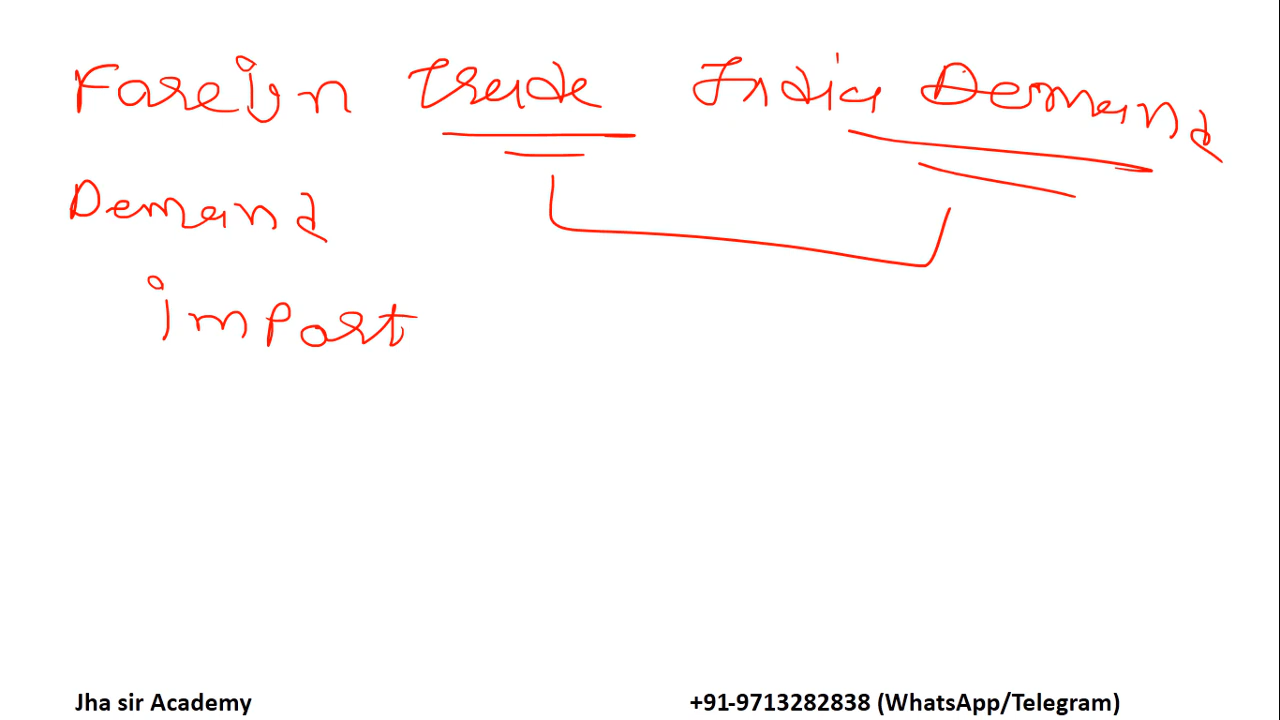 Foreign trade India Demand
Demand
import
Jha sir Academy +91-9713282838 (WhatsApp/Telegram)